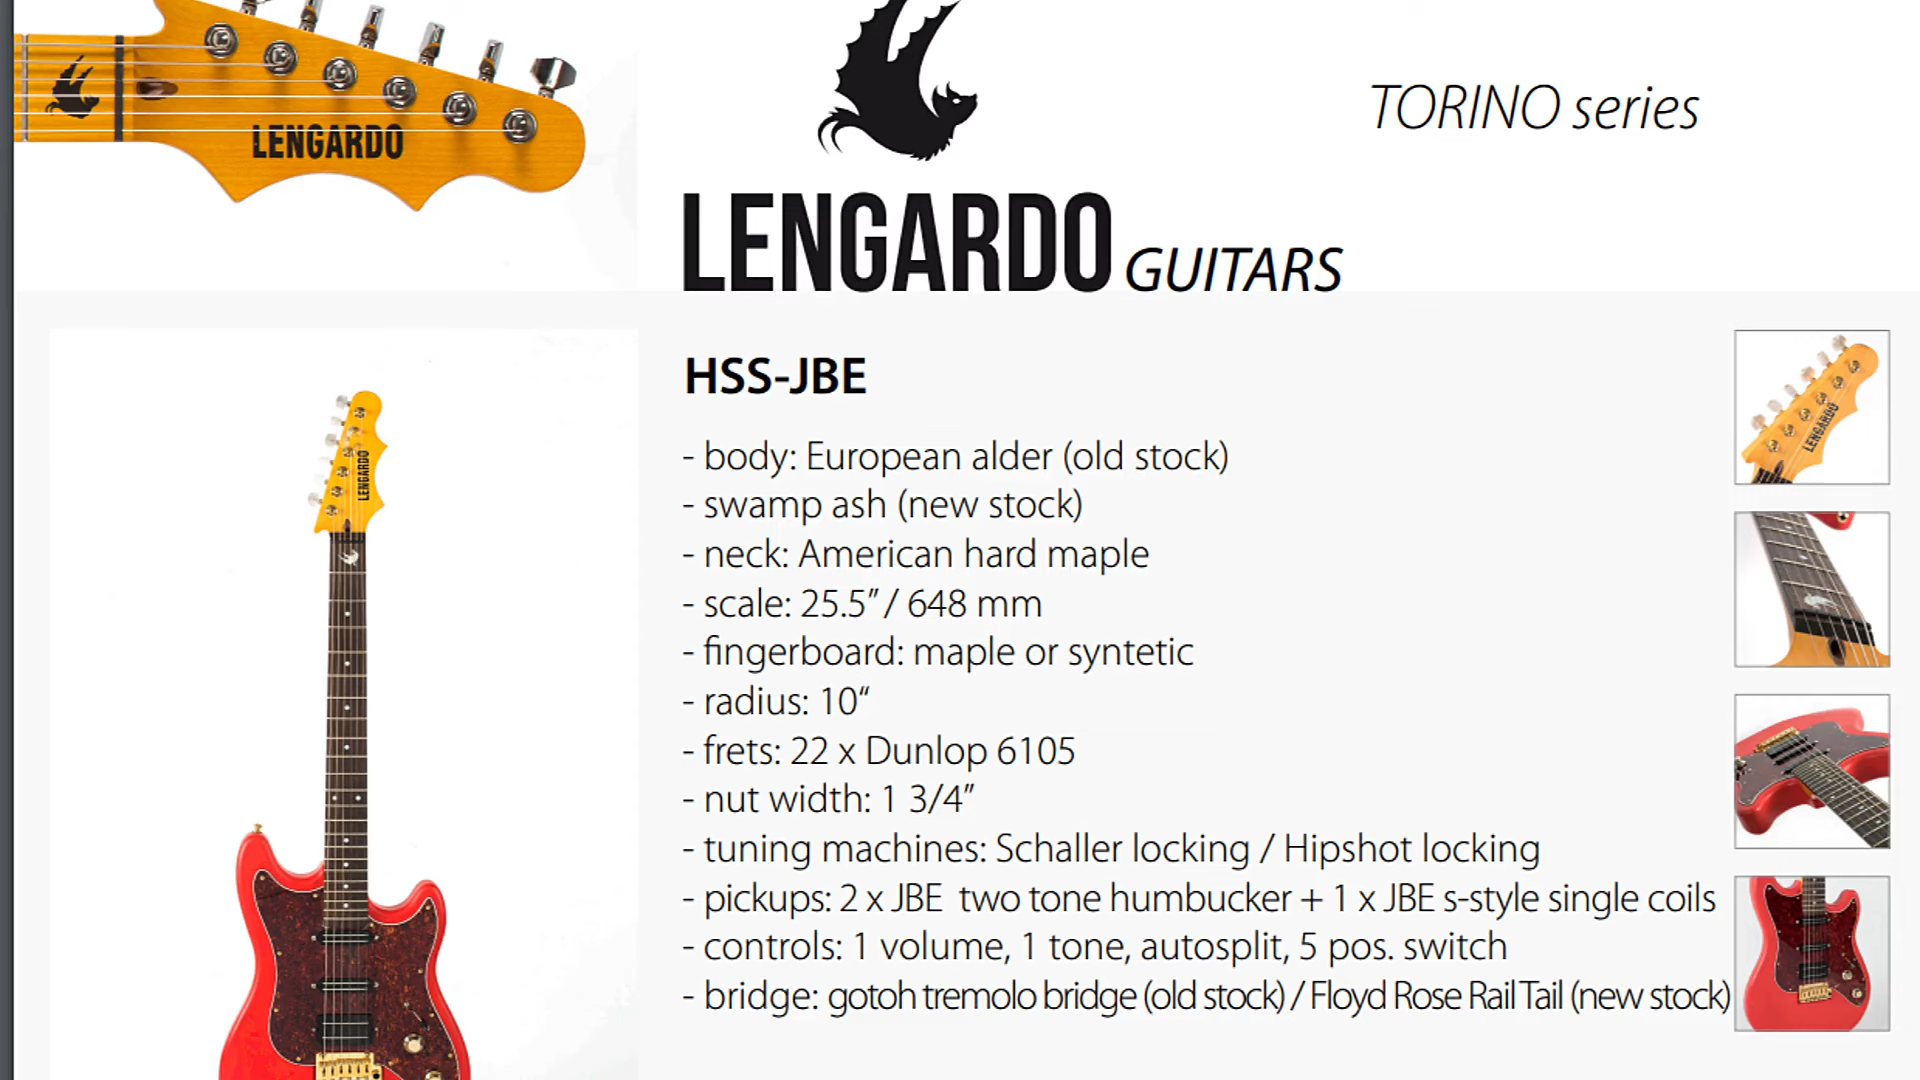 LENGARDO
TORINO series
LENGARDO GUITARS
HSS-JBE
- body: European alder (old stock)
- swamp ash (new stock)
- neck: American hard maple
- scale: 25.5” / 648 mm
- fingerboard: maple or syntetic
- radius: 10“
- frets: 22 x Dunlop 6105
- nut width: 1 3/4”
- tuning machines: Schaller locking / Hipshot locking
- pickups: 2 x JBE two tone humbucker + 1 x JBE s-style single coils
- controls: 1 volume, 1 tone, autosplit, 5 pos. switch
- bridge: gotoh tremolo bridge (old stock) / Floyd Rose Rail Tail (new stock)
LENGARDO
LENGARDO